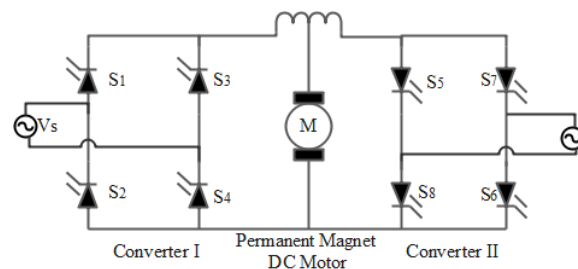 S1
S3
S5
S7
Vs
M
S2
S4
S8
S6
Converter I
Permanent Magnet
DC Motor
Converter II